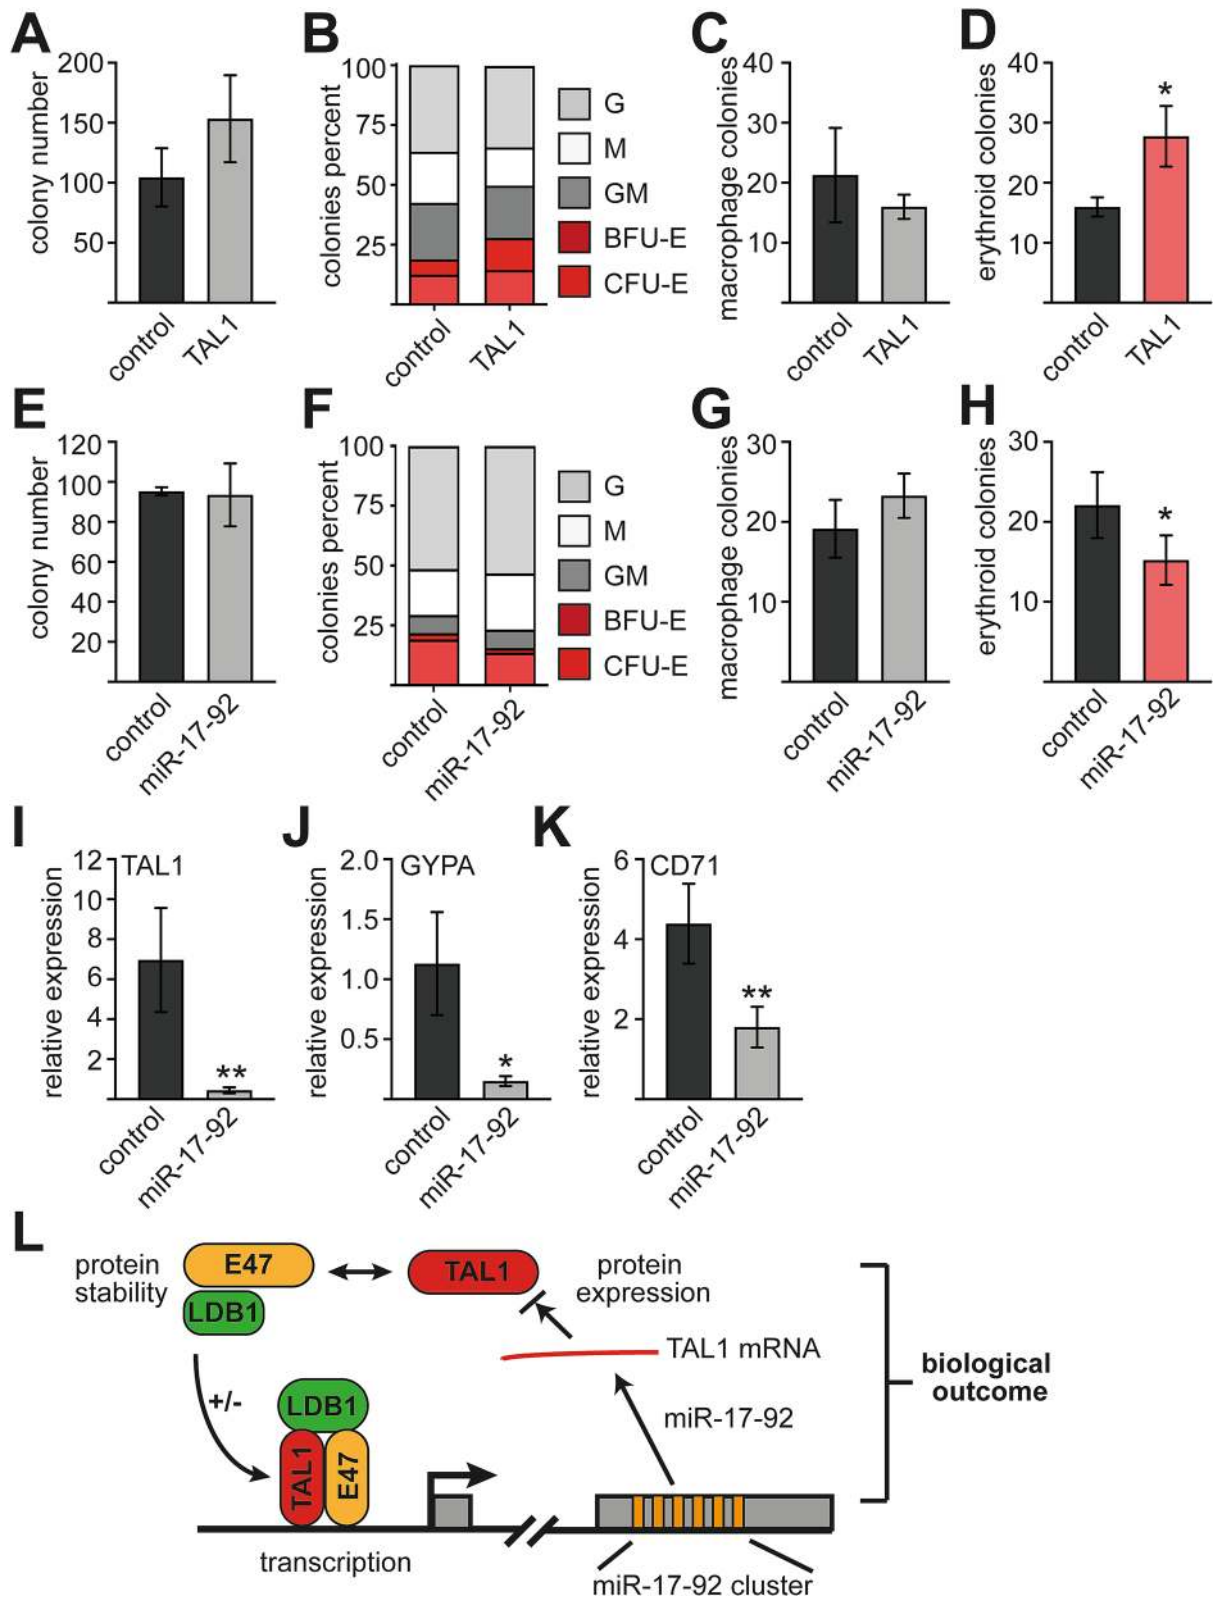 A
colony number
200
150
100
50
control
TAL1
B
colonies percent
100
75
50
25
control
TAL1
G
M
GM
BFU-E
CFU-E
C
macrophage colonies
40
30
20
10
control
TAL1
D
erythroid colonies
40
30
20
10
*
control
TAL1
E
colony number
120
100
80
60
40
20
control
miR-17-92
F
colonies percent
100
75
50
25
control
miR-17-92
G
M
GM
BFU-E
CFU-E
G
macrophage colonies
30
20
10
control
miR-17-92
H
erythroid colonies
30
20
10
*
control
miR-17-92
I
relative expression
12
10
8
6
4
2
TAL1
**
control
miR-17-92
J
relative expression
2.0
1.5
1.0
0.5
GYPA
*
control
miR-17-92
K
relative expression
6
4
2
CD71
**
control
miR-17-92
L
protein
stability
E47
LDB1
TAL1
protein
expression
TAL1 mRNA
miR-17-92
biological
outcome
+/-
LDB1
TAL1
E47
transcription
miR-17-92 cluster